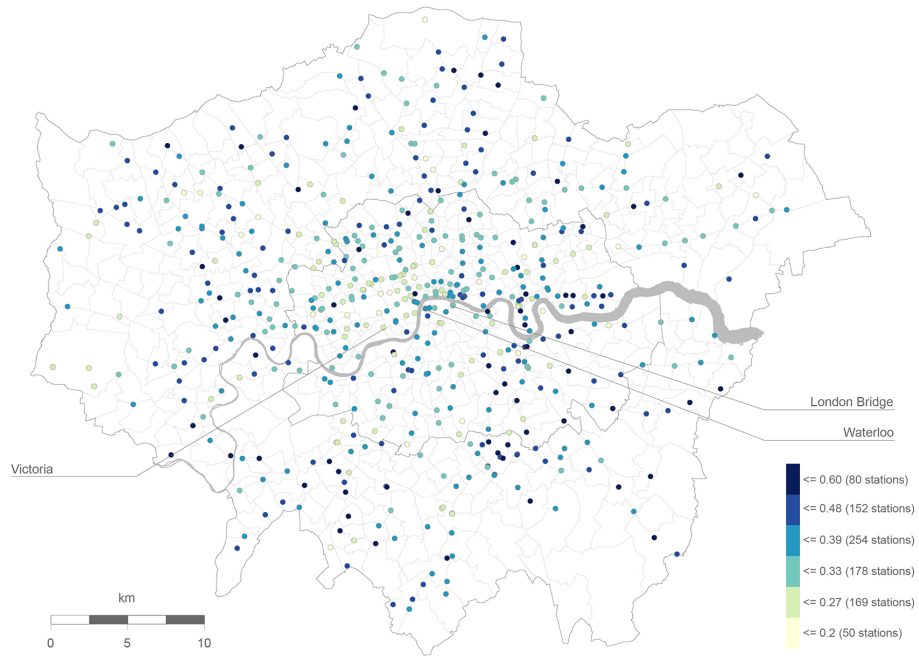 London Bridge
Waterloo
Victoria
<= 0.60 (80 stations)
<= 0.48 (152 stations)
<= 0.39 (254 stations)
<= 0.33 (178 stations)
<= 0.27 (169 stations)
<= 0.2 (50 stations)
km
0 5 10